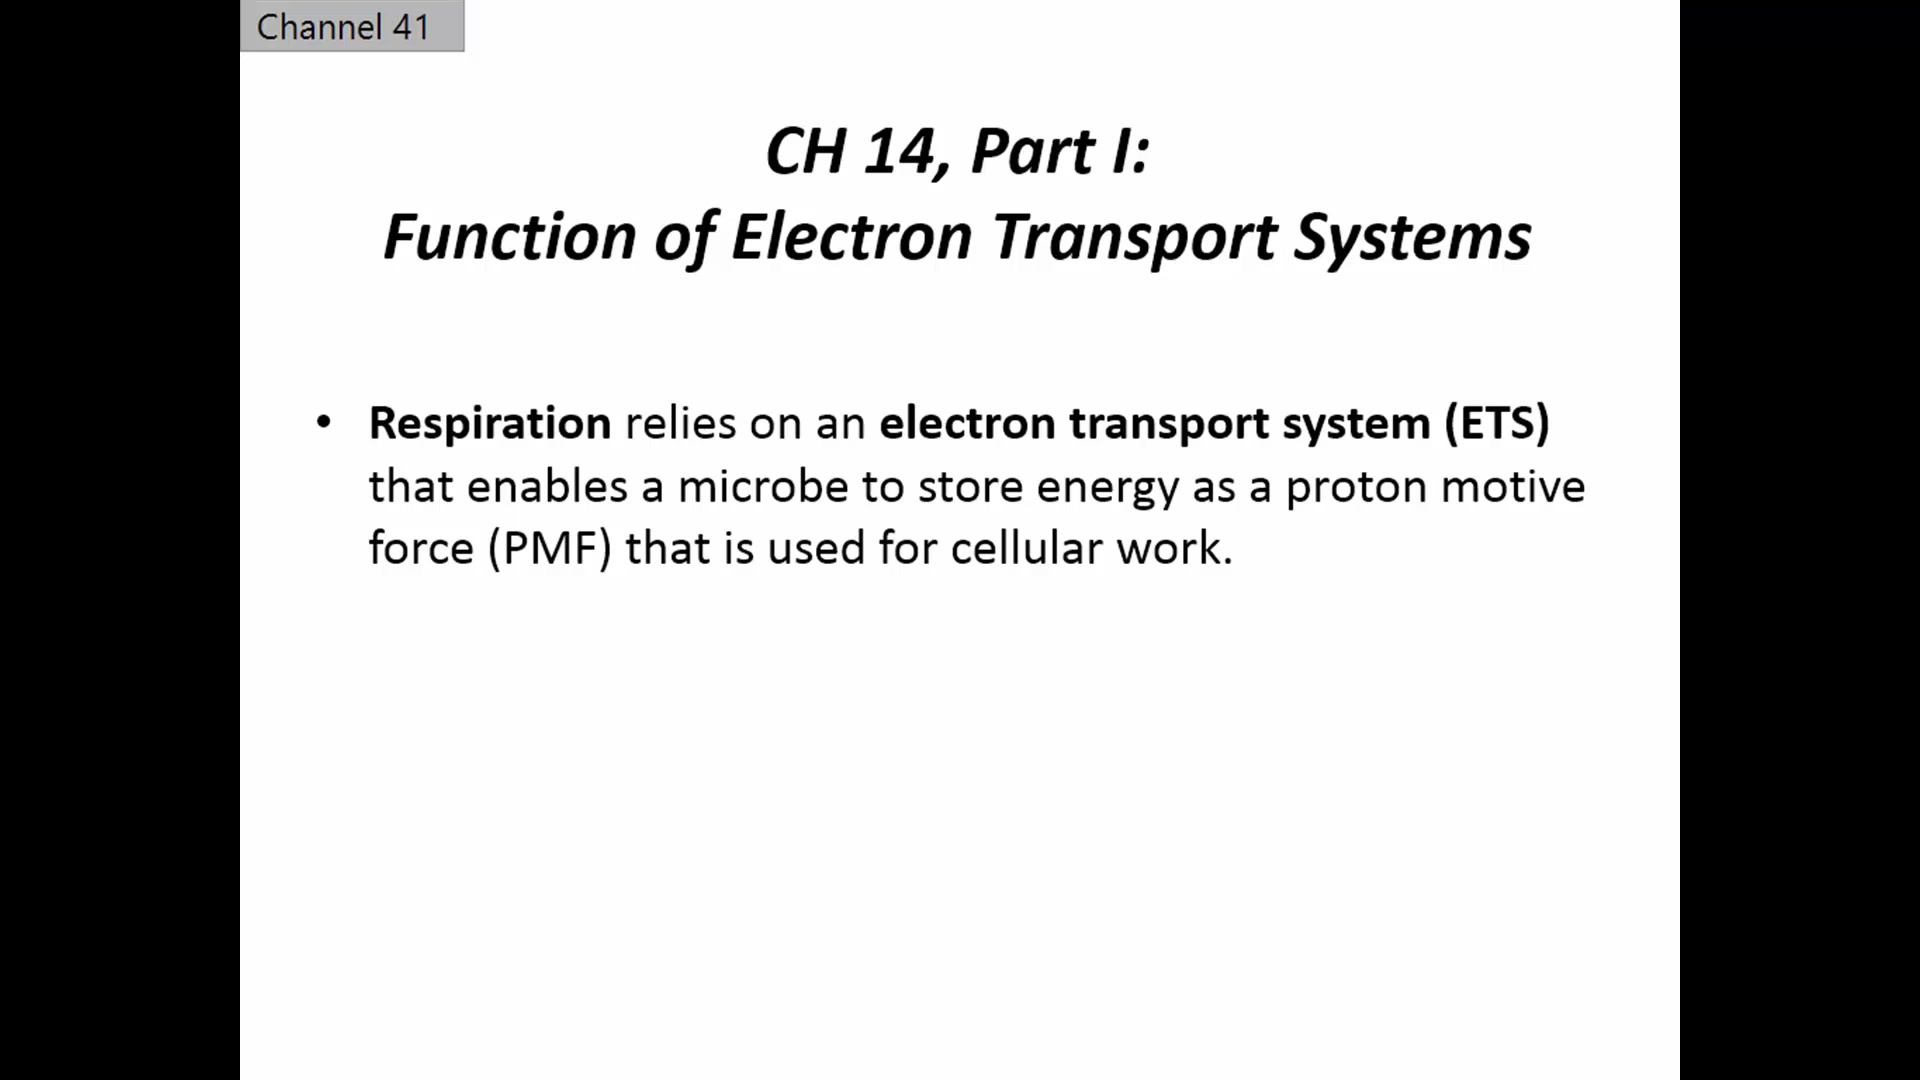 Channel 41
CH 14, Part I:
Function of Electron Transport Systems
• Respiration relies on an electron transport system (ETS)
that enables a microbe to store energy as a proton motive
force (PMF) that is used for cellular work.